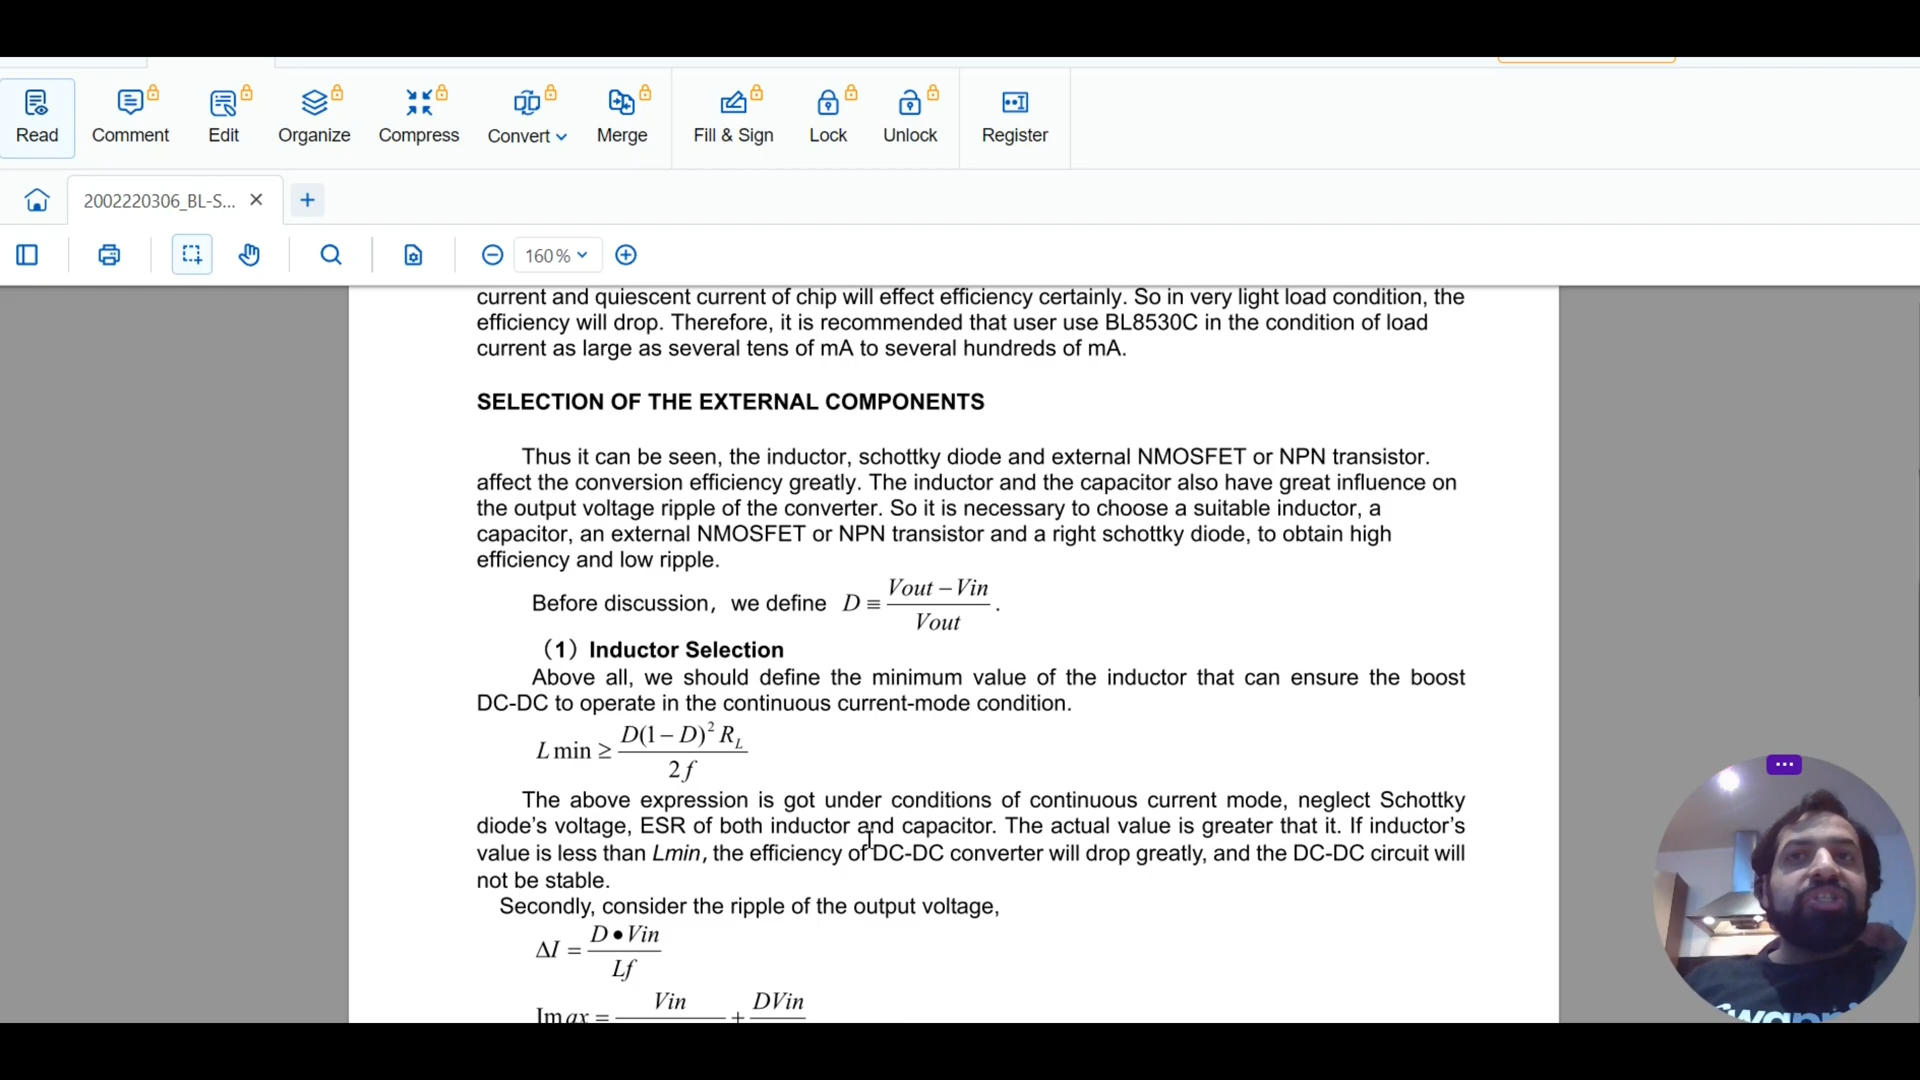 Read
Comment
Edit
Organize
Compress
Convert
Merge
Fill & Sign
Lock
Unlock
Register
2002220306_BL-S...
160%
current and quiescent current of chip will effect efficiency certainly. So in very light load condition, the
efficiency will drop. Therefore, it is recommended that user use BL8530C in the condition of load
current as large as several tens of mA to several hundreds of mA.
SELECTION OF THE EXTERNAL COMPONENTS
Thus it can be seen, the inductor, schottky diode and external NMOSFET or NPN transistor.
affect the conversion efficiency greatly. The inductor and the capacitor also have great influence on
the output voltage ripple of the converter. So it is necessary to choose a suitable inductor, a
capacitor, an external NMOSFET or NPN transistor and a right schottky diode, to obtain high
efficiency and low ripple.
Before discussion, we define D ≡ (Vout − Vin) / Vout .
（1）Inductor Selection
Above all, we should define the minimum value of the inductor that can ensure the boost
DC-DC to operate in the continuous current-mode condition.
L min ≥ D(1 − D)² R_L / 2f
The above expression is got under conditions of continuous current mode, neglect Schottky
diode's voltage, ESR of both inductor and capacitor. The actual value is greater that it. If inductor's
value is less than Lmin, the efficiency of DC-DC converter will drop greatly, and the DC-DC circuit will
not be stable.
Secondly, consider the ripple of the output voltage,
ΔI = D•Vin / Lf
Imax = Vin + DVin